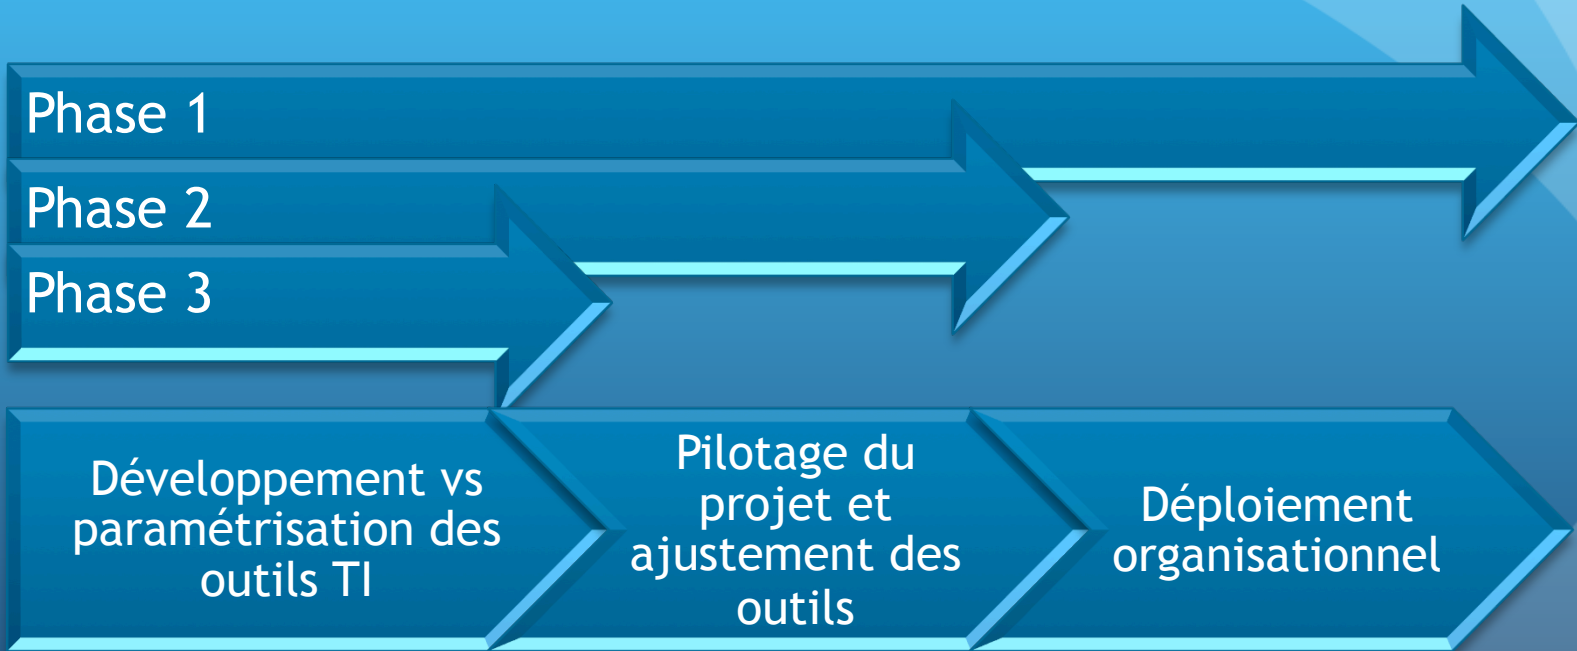 Phase 1
Phase 2
Phase 3
Développement vs
paramétrisation des
outils TI
Pilotage du
projet et
ajustement des
outils
Déploiement
organisationnel